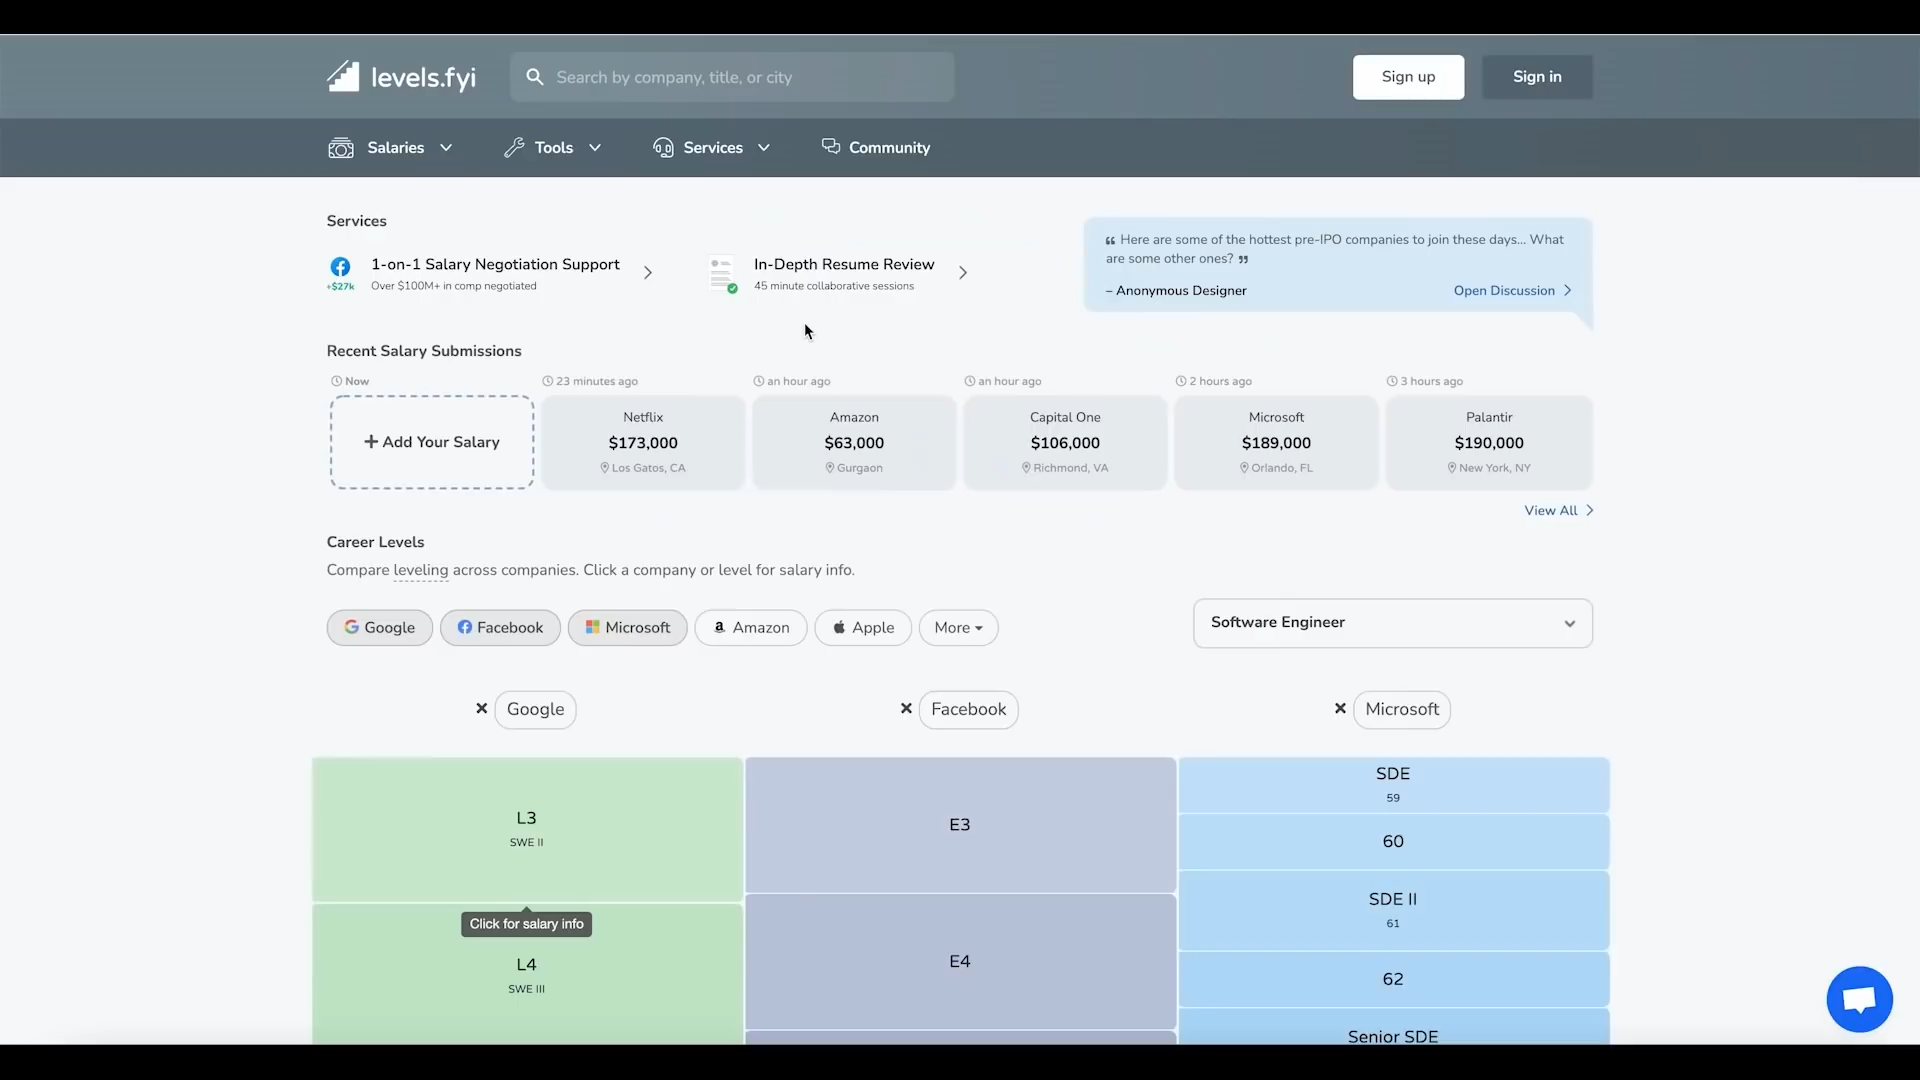 levels.fyi
Search by company, title, or city
Sign up
Sign in
Salaries
Tools
Services
Community
Services
1-on-1 Salary Negotiation Support
+$27k
Over $100M+ in comp negotiated
In-Depth Resume Review
45 minute collaborative sessions
“ Here are some of the hottest pre-IPO companies to join these days... What
are some other ones? ”
– Anonymous Designer
Open Discussion
Recent Salary Submissions
Now
23 minutes ago
an hour ago
an hour ago
2 hours ago
3 hours ago
+ Add Your Salary
Netflix
$173,000
Los Gatos, CA
Amazon
$63,000
Gurgaon
Capital One
$106,000
Richmond, VA
Microsoft
$189,000
Orlando, FL
Palantir
$190,000
New York, NY
View All
Career Levels
Compare leveling across companies. Click a company or level for salary info.
Google
Facebook
Microsoft
Amazon
Apple
More
Software Engineer
× Google
× Facebook
× Microsoft
L3
SWE II
Click for salary info
L4
SWE III
E3
E4
SDE
59
60
SDE II
61
62
Senior SDE